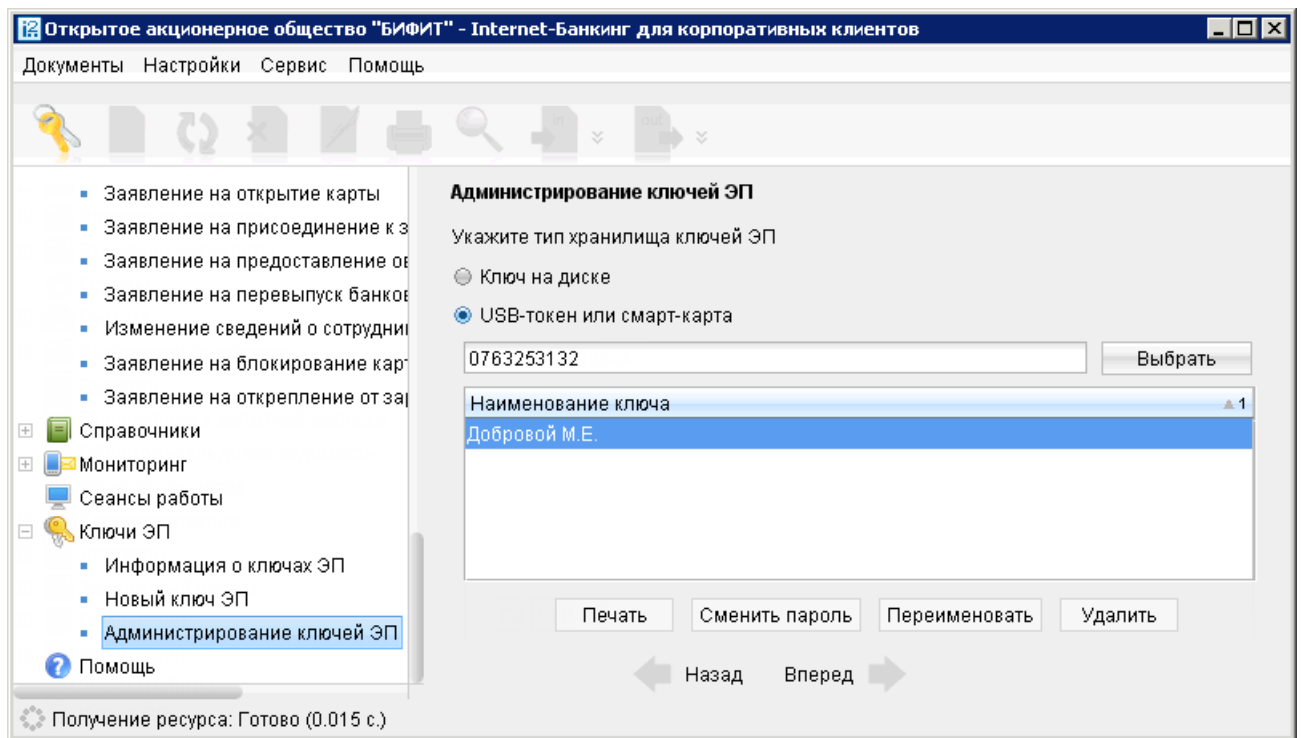 Открытое акционерное общество "БИФИТ" - Internet-Банкинг для корпоративных клиентов
Документы Настройки Сервис Помощь
in out
Заявление на открытие карты
Заявление на присоединение к з
Заявление на предоставление ов
Заявление на перевыпуск банков
Изменение сведений о сотрудни
Заявление на блокирование кар
Заявление на открепление от за
Справочники
Мониторинг
Сеансы работы
Ключи ЭП
Информация о ключах ЭП
Новый ключ ЭП
Администрирование ключей ЭП
Помощь
Администрирование ключей ЭП
Укажите тип хранилища ключей ЭП
Ключ на диске
USB-токен или смарт-карта
0763253132 Выбрать
Наименование ключа 1
Добровой М.Е.
Печать Сменить пароль Переименовать Удалить
Назад Вперед
Получение ресурса: Готово (0.015 с.)